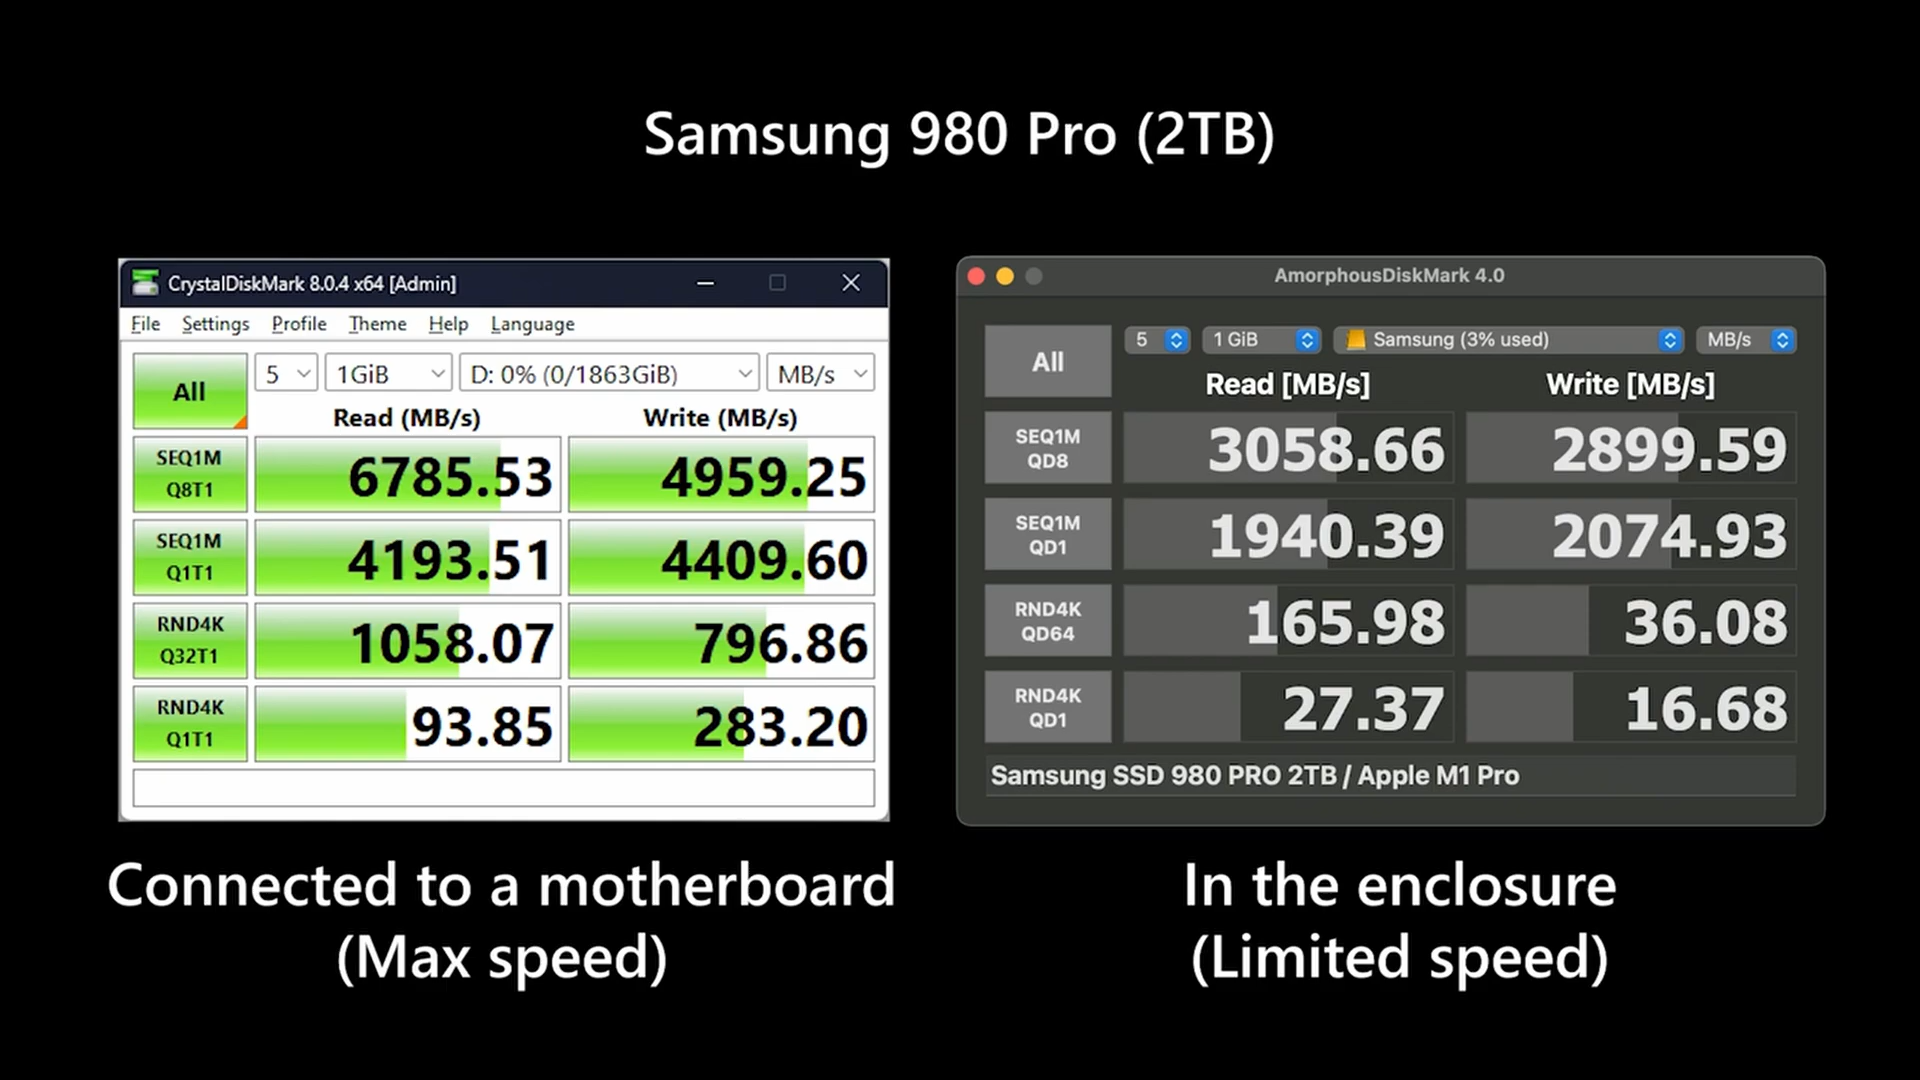 Samsung 980 Pro (2TB)
CrystalDiskMark 8.0.4 x64 [Admin]
File Settings Profile Theme Help Language
All 5 1GiB D: 0% (0/1863GiB) MB/s
Read (MB/s) Write (MB/s)
SEQ1M
Q8T1
6785.53 4959.25
SEQ1M
Q1T1
4193.51 4409.60
RND4K
Q32T1
1058.07 796.86
RND4K
Q1T1
93.85 283.20
Connected to a motherboard
(Max speed)
AmorphousDiskMark 4.0
All 5 1 GiB Samsung (3% used) MB/s
Read [MB/s] Write [MB/s]
SEQ1M
QD8
3058.66 2899.59
SEQ1M
QD1
1940.39 2074.93
RND4K
QD64
165.98 36.08
RND4K
QD1
27.37 16.68
Samsung SSD 980 PRO 2TB / Apple M1 Pro
In the enclosure
(Limited speed)